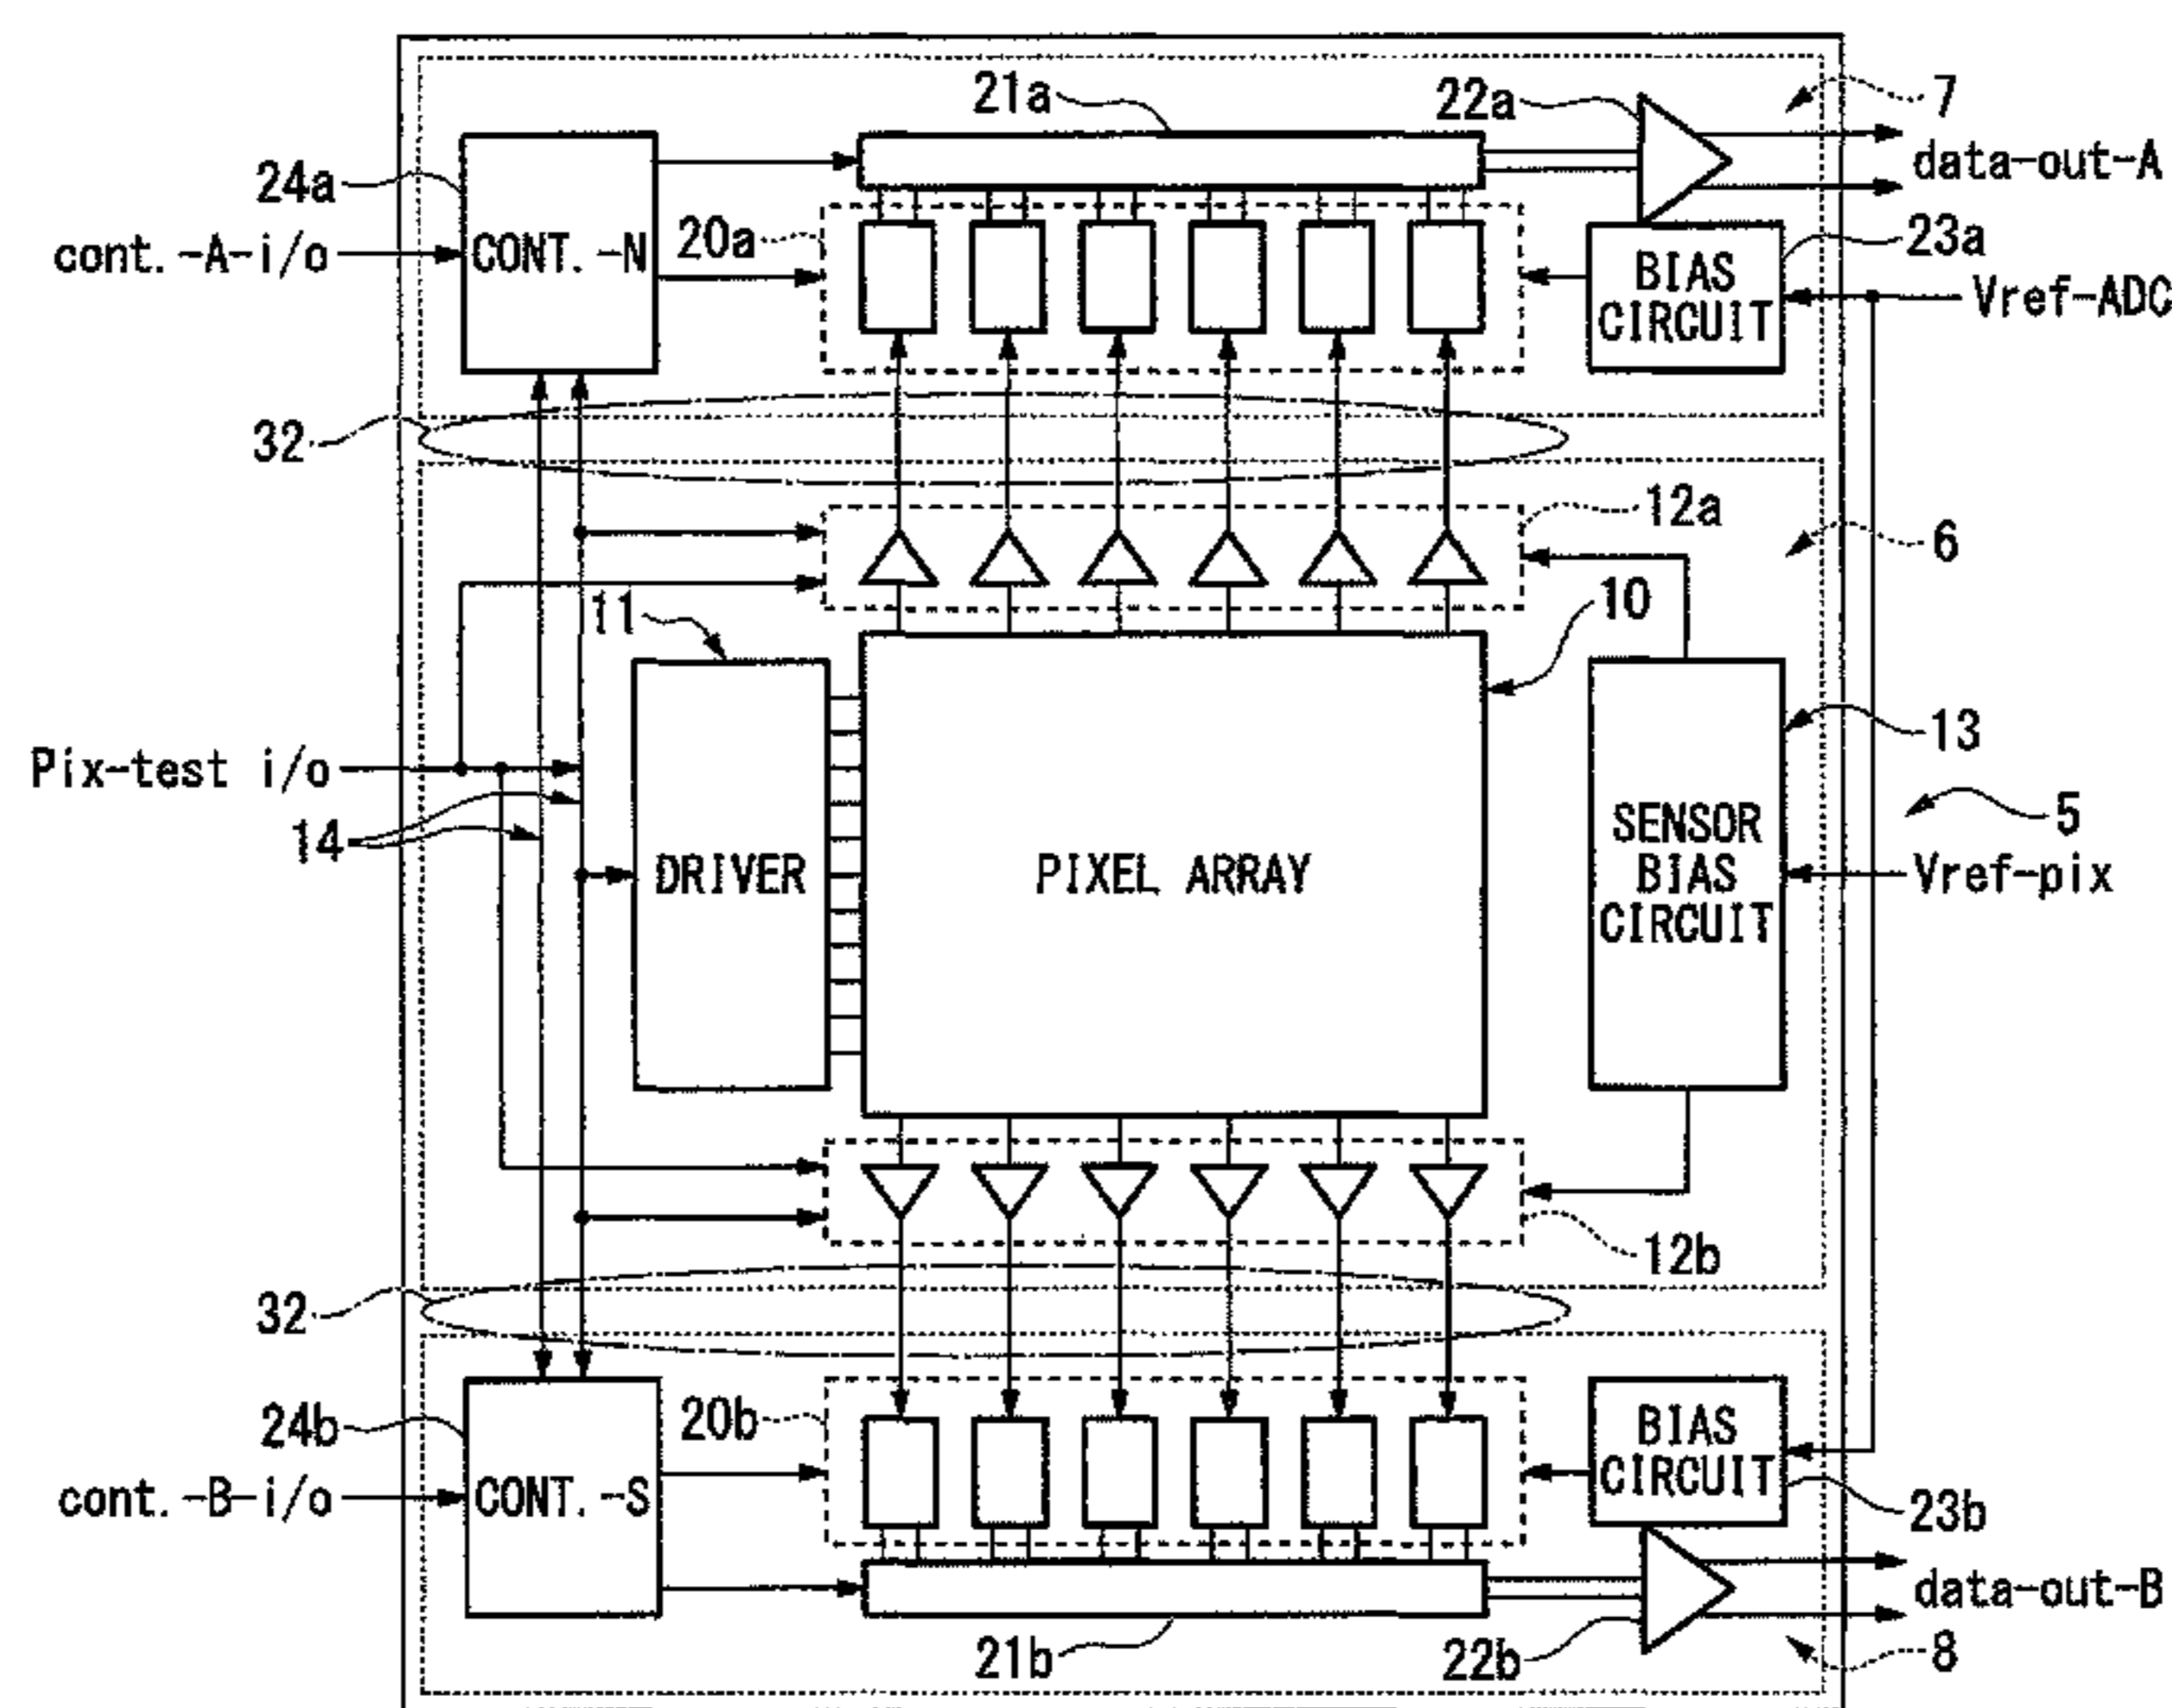 21a
22a
7
24a
data-out-A
cont.-A-i/o
CONT.-N
20a
23a
BIAS
CIRCUIT
Vref-ADC
32
12a
6
11
10
13
Pix-test i/o
14
DRIVER
PIXEL ARRAY
SENSOR
BIAS
CIRCUIT
5
Vref-pix
12b
32
24b
20b
BIAS
CIRCUIT
cont.-B-i/o
CONT.-S
23b
data-out-B
21b
22b
8